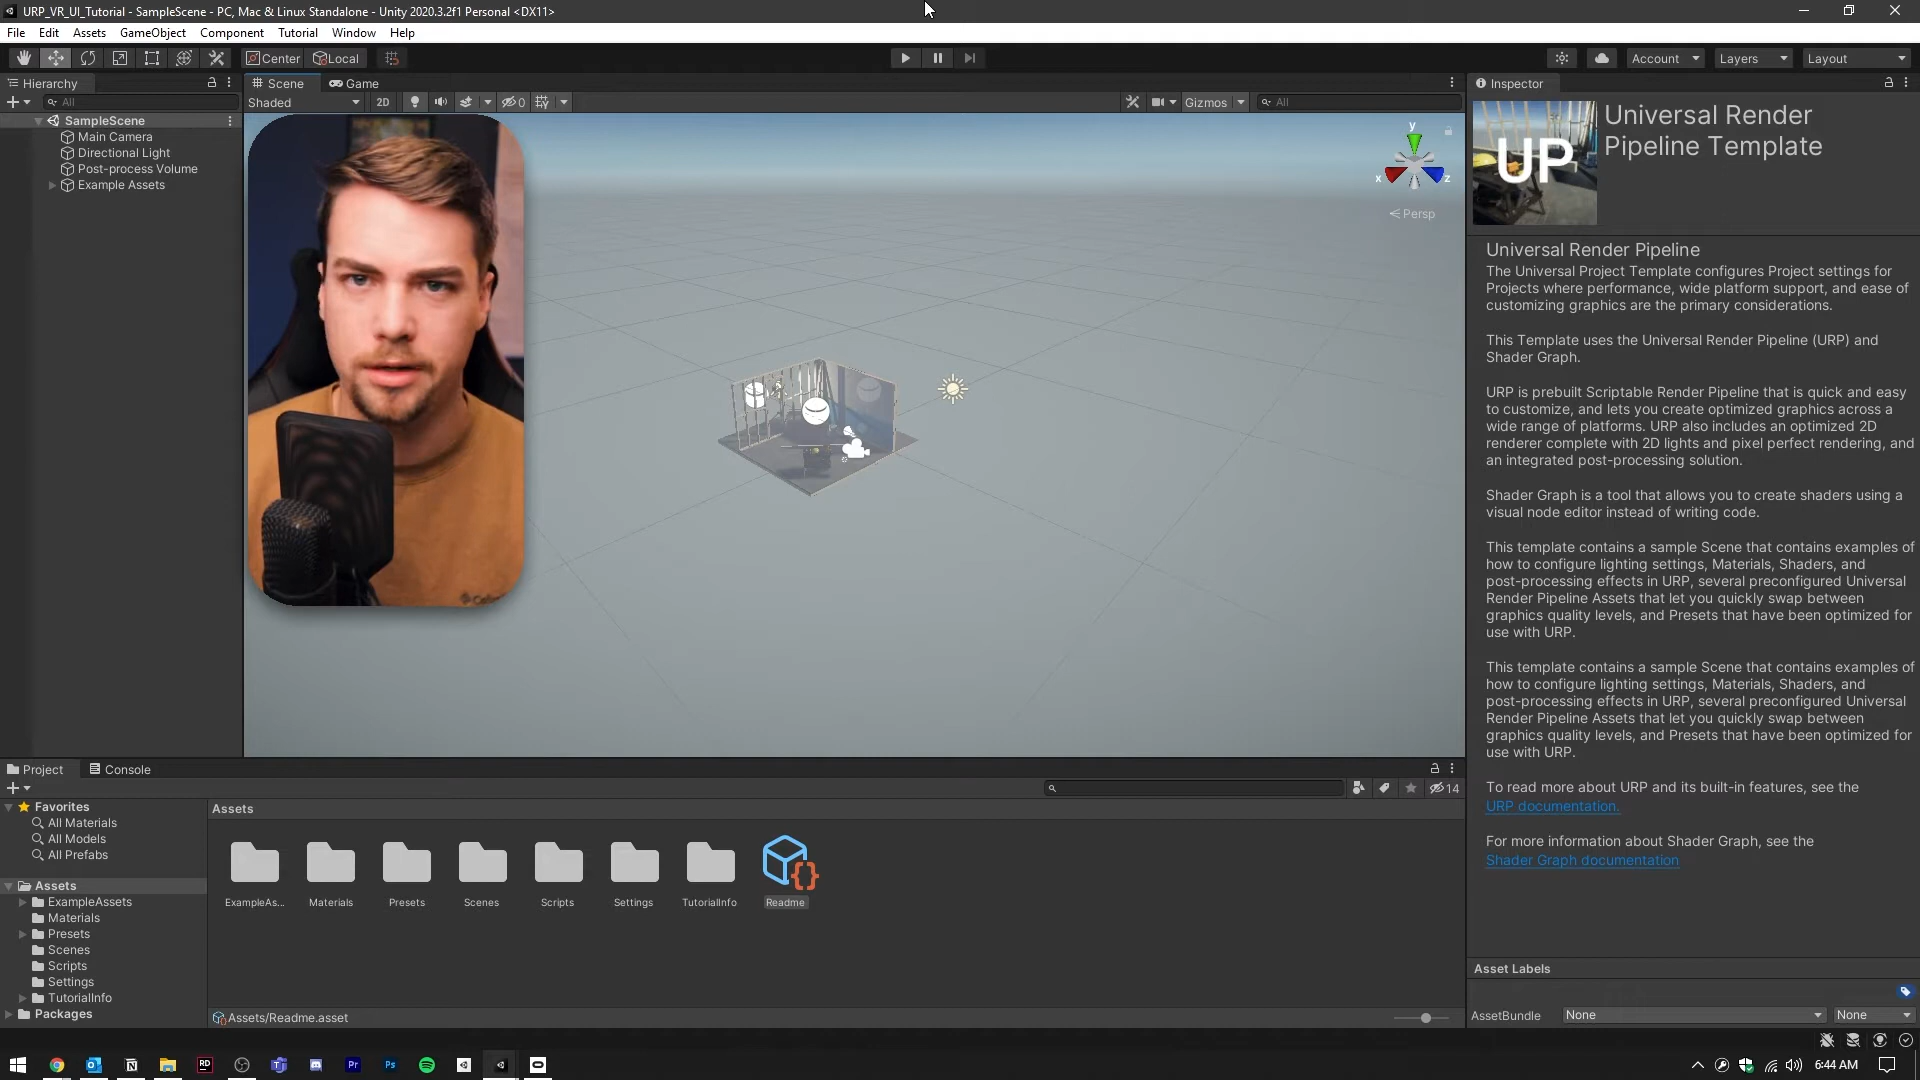 URP_VR_UI_Tutorial - SampleScene - PC, Mac & Linux Standalone - Unity 2020.3.2f1 Personal <DX11>
File Edit Assets GameObject Component Tutorial Window Help
Center Local Account Layers Layout
Hierarchy
All
SampleScene
Main Camera
Directional Light
Post-process Volume
Example Assets
Scene Game
Shaded 2D 0 Gizmos All
y
x z
Persp
Inspector
UP
Universal Render
Pipeline Template
Universal Render Pipeline
The Universal Project Template configures Project settings for
Projects where performance, wide platform support, and ease of
customizing graphics are the primary considerations.
This Template uses the Universal Render Pipeline (URP) and
Shader Graph.
URP is prebuilt Scriptable Render Pipeline that is quick and easy
to customize, and lets you create optimized graphics across a
wide range of platforms. URP also includes an optimized 2D
renderer complete with 2D lights and pixel perfect rendering, and
an integrated post-processing solution.
Shader Graph is a tool that allows you to create shaders using a
visual node editor instead of writing code.
This template contains a sample Scene that contains examples of
how to configure lighting settings, Materials, Shaders, and
post-processing effects in URP, several preconfigured Universal
Render Pipeline Assets that let you quickly swap between
graphics quality levels, and Presets that have been optimized for
use with URP.
This template contains a sample Scene that contains examples of
how to configure lighting settings, Materials, Shaders, and
post-processing effects in URP, several preconfigured Universal
Render Pipeline Assets that let you quickly swap between
graphics quality levels, and Presets that have been optimized for
use with URP.
To read more about URP and its built-in features, see the
URP documentation.
For more information about Shader Graph, see the
Shader Graph documentation
Asset Labels
AssetBundle None None
Project Console
14
Favorites
All Materials
All Models
All Prefabs
Assets
ExampleAssets
Materials
Presets
Scenes
Scripts
Settings
TutorialInfo
Packages
Assets
ExampleAs... Materials Presets Scenes Scripts Settings TutorialInfo Readme
Assets/Readme.asset
RD Pr Ps
6:44 AM